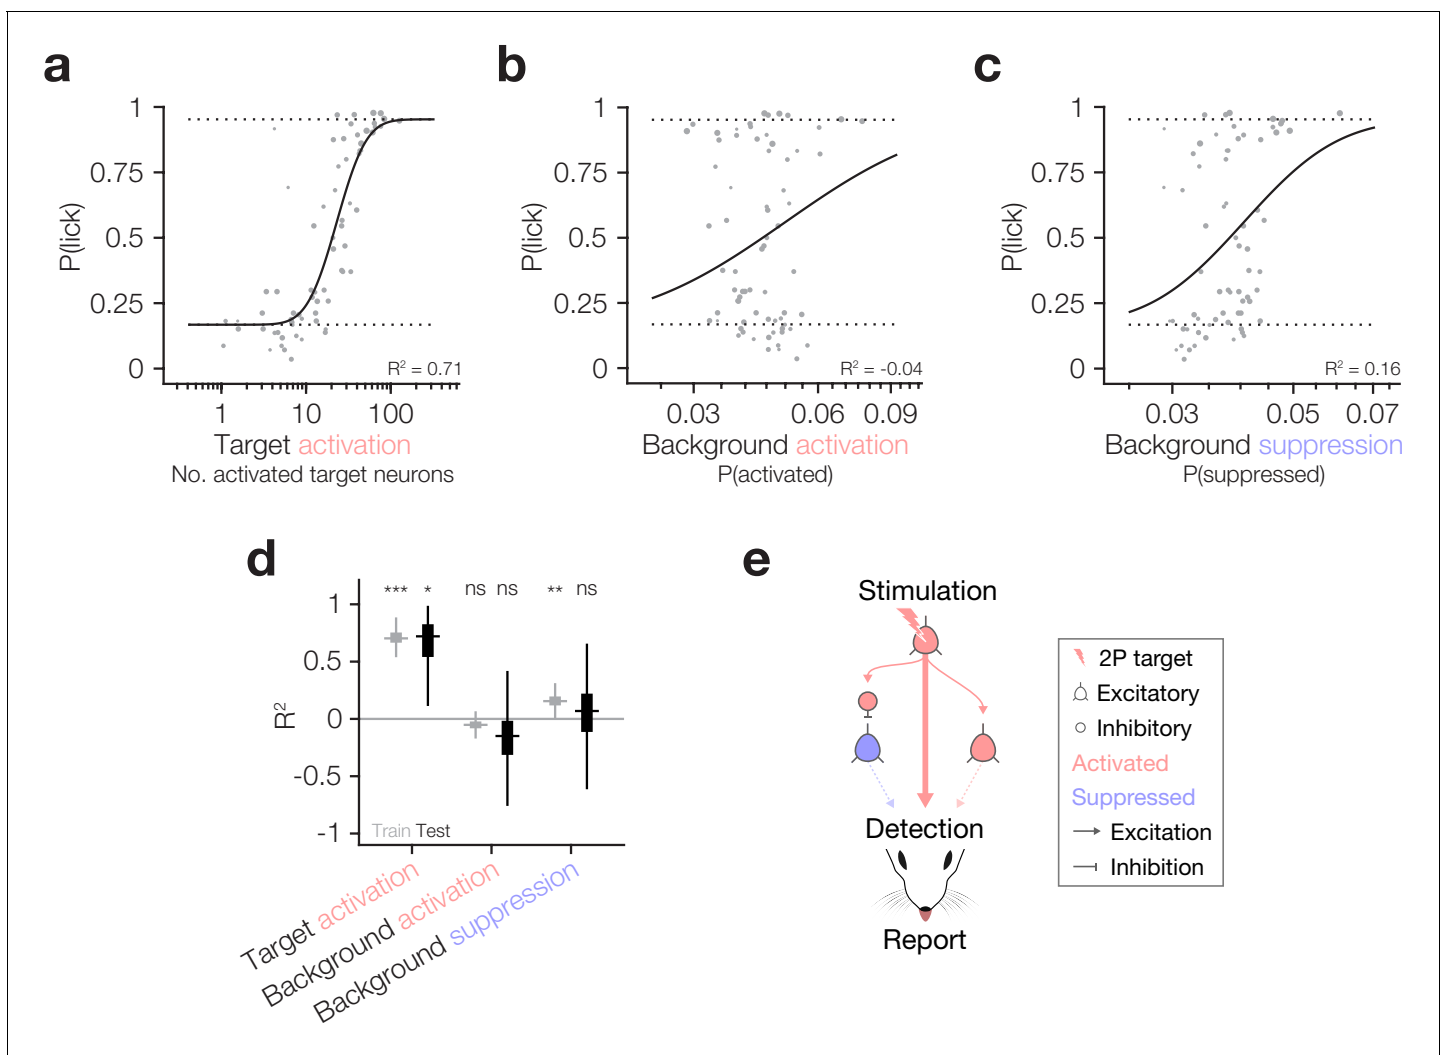 a
b
c
1
0.75
0.5
0.25
0
P(lick)
R² = 0.71
1 10 100
Target activation
No. activated target neurons
1
0.75
0.5
0.25
0
P(lick)
R² = -0.04
0.03 0.06 0.09
Background activation
P(activated)
1
0.75
0.5
0.25
0
P(lick)
R² = 0.16
0.03 0.05 0.07
Background suppression
P(suppressed)
d
*** * ns ns ** ns
1
0.5
0
-0.5
-1
R²
Train Test
Target activation
Background activation
Background suppression
e
Stimulation
Detection
Report
2P target
Excitatory
Inhibitory
Activated
Suppressed
Excitation
Inhibition